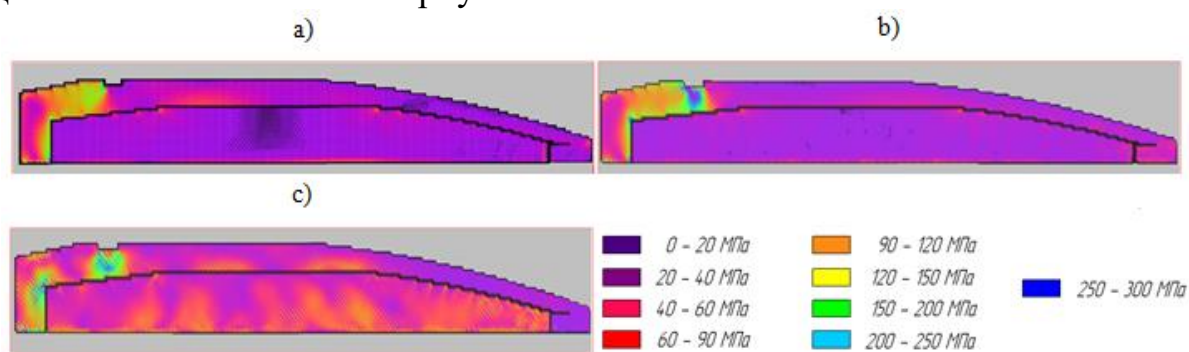 a)
b)
c)
0 - 20 МПа
20 - 40 МПа
40 - 60 МПа
60 - 90 МПа
90 - 120 МПа
120 - 150 МПа
150 - 200 МПа
200 - 250 МПа
250 - 300 МПа